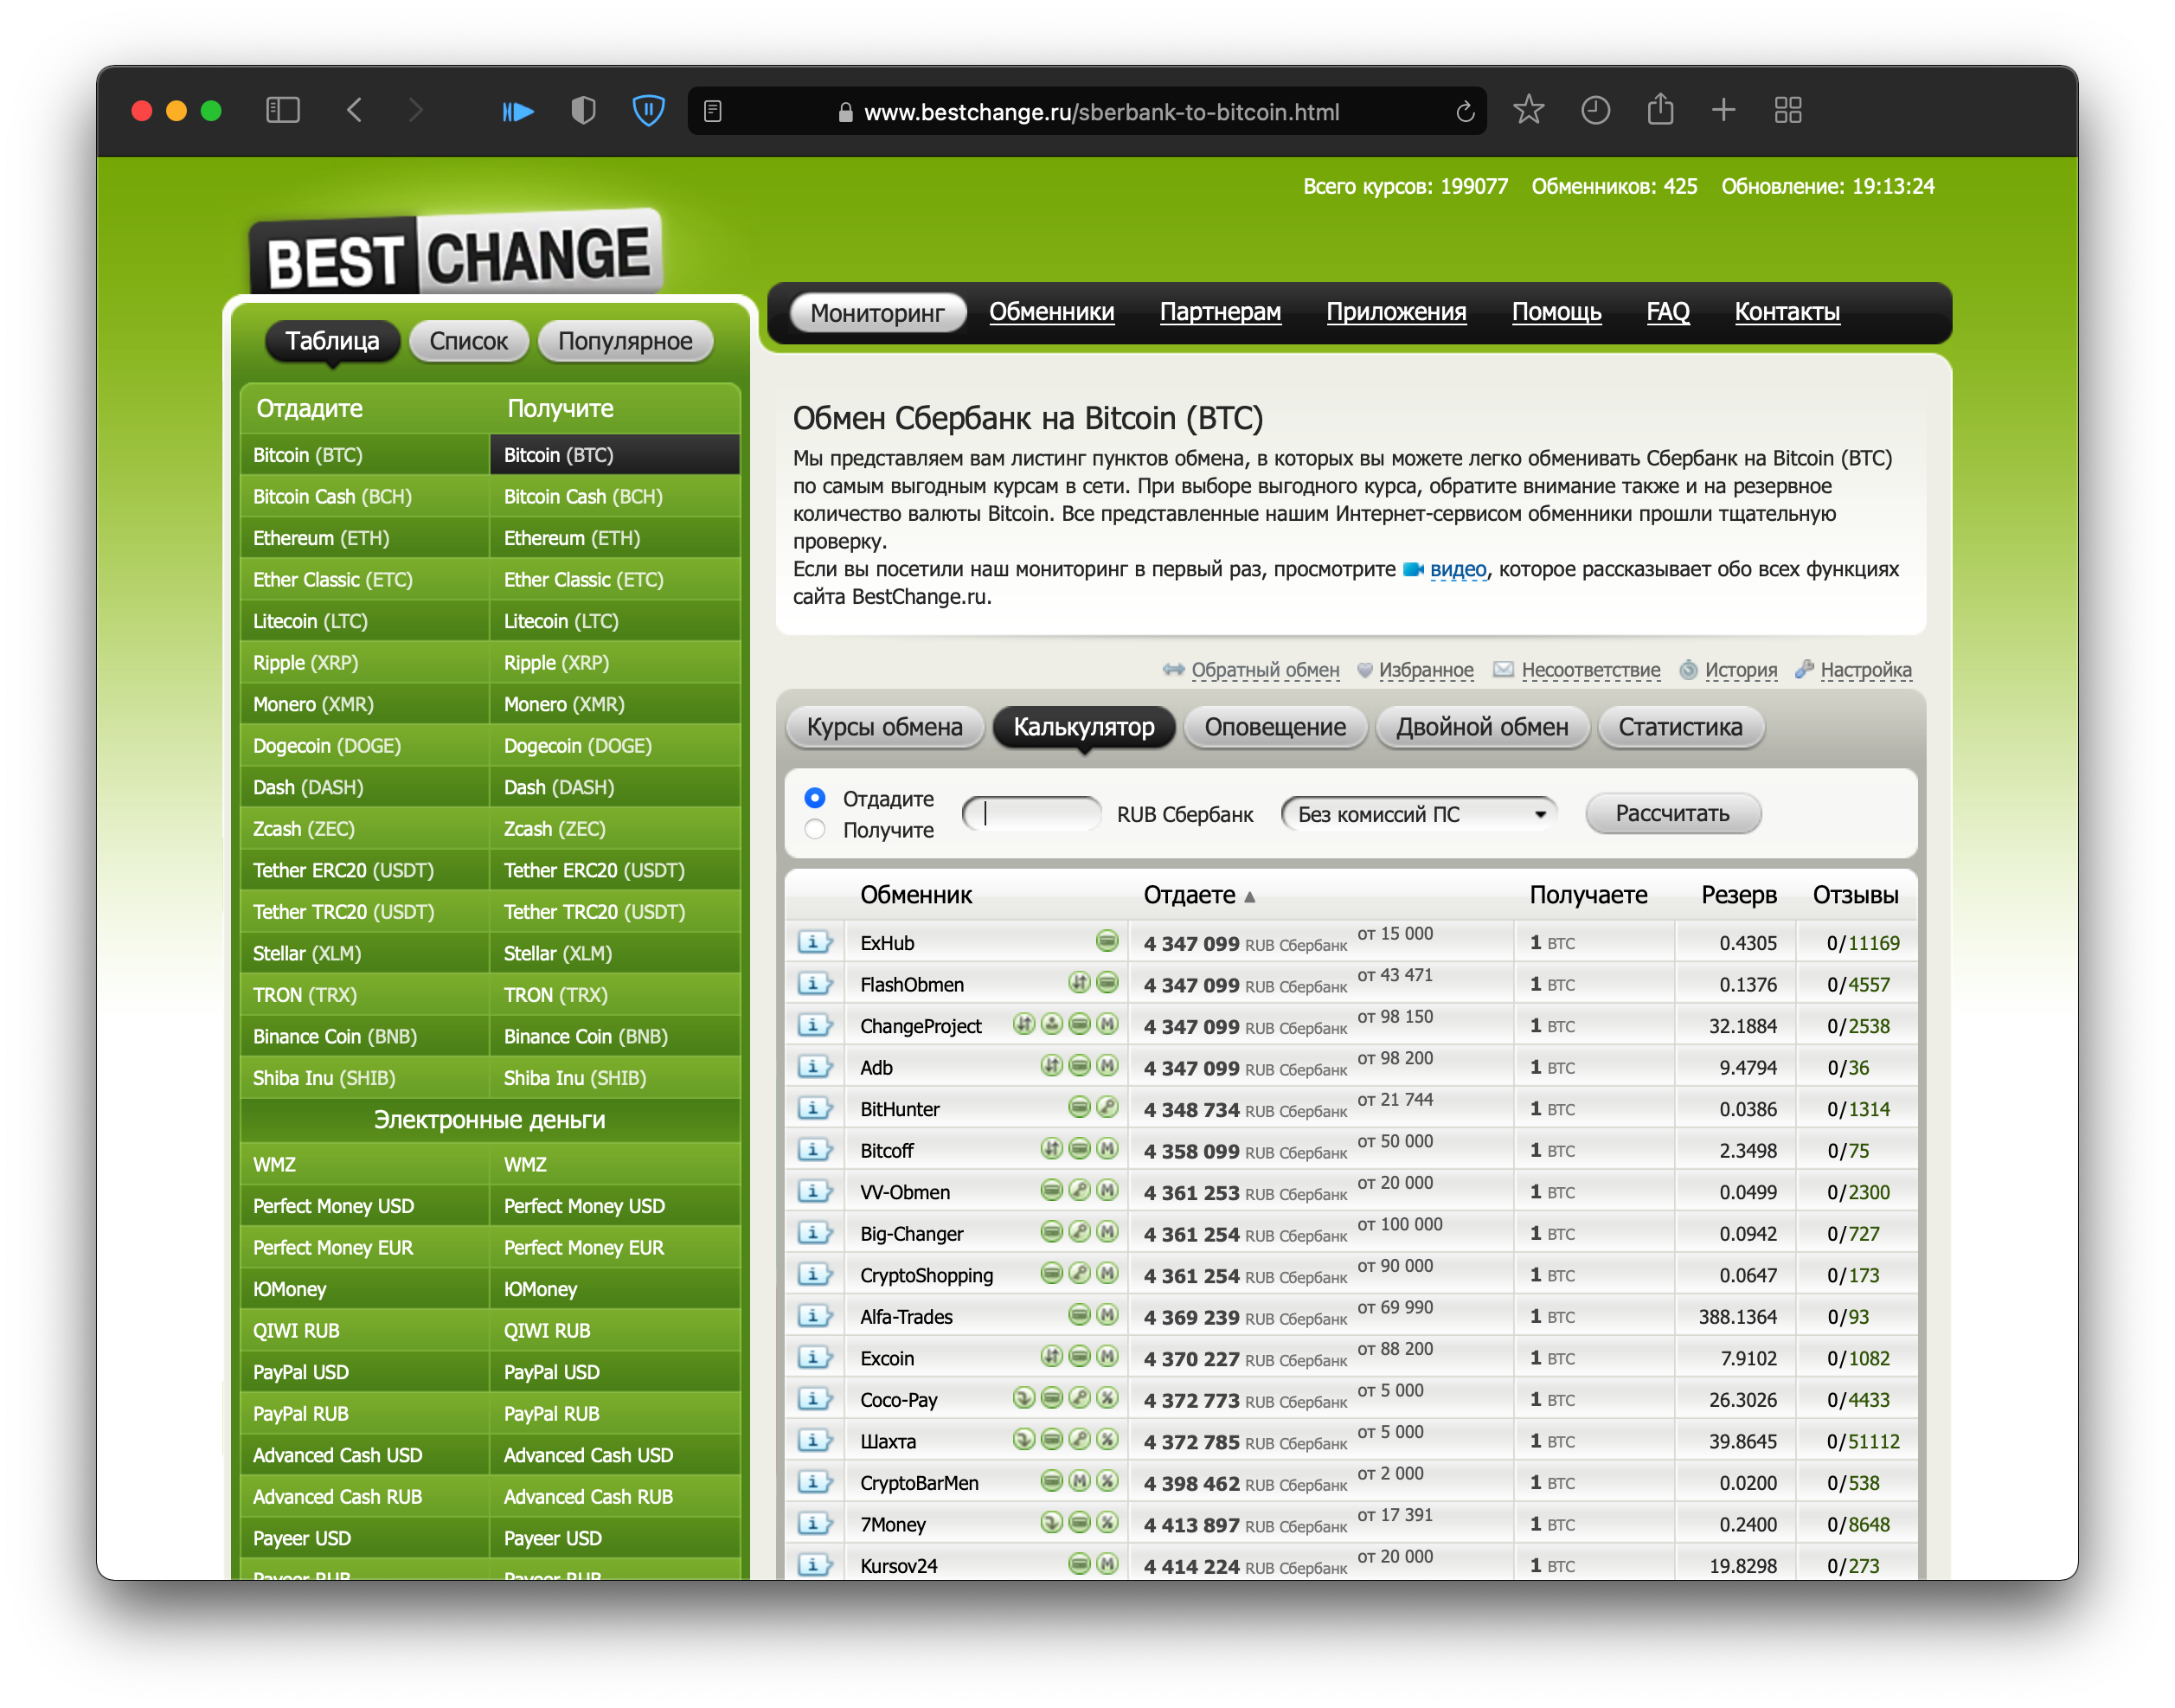 www.bestchange.ru/sberbank-to-bitcoin.html
Всего курсов: 199077 Обменников: 425 Обновление: 19:13:24
BEST CHANGE
Мониторинг Обменники Партнерам Приложения Помощь FAQ Контакты
Таблица Список Популярное
Отдадите Получите
Bitcoin (BTC) Bitcoin (BTC)
Bitcoin Cash (BCH) Bitcoin Cash (BCH)
Ethereum (ETH) Ethereum (ETH)
Ether Classic (ETC) Ether Classic (ETC)
Litecoin (LTC) Litecoin (LTC)
Ripple (XRP) Ripple (XRP)
Monero (XMR) Monero (XMR)
Dogecoin (DOGE) Dogecoin (DOGE)
Dash (DASH) Dash (DASH)
Zcash (ZEC) Zcash (ZEC)
Tether ERC20 (USDT) Tether ERC20 (USDT)
Tether TRC20 (USDT) Tether TRC20 (USDT)
Stellar (XLM) Stellar (XLM)
TRON (TRX) TRON (TRX)
Binance Coin (BNB) Binance Coin (BNB)
Shiba Inu (SHIB) Shiba Inu (SHIB)
Электронные деньги
WMZ WMZ
Perfect Money USD Perfect Money USD
Perfect Money EUR Perfect Money EUR
ЮMoney ЮMoney
QIWI RUB QIWI RUB
PayPal USD PayPal USD
PayPal RUB PayPal RUB
Advanced Cash USD Advanced Cash USD
Advanced Cash RUB Advanced Cash RUB
Payeer USD Payeer USD
Payeer RUB Payeer RUB
Обмен Сбербанк на Bitcoin (BTC)
Мы представляем вам листинг пунктов обмена, в которых вы можете легко обменивать Сбербанк на Bitcoin (BTC)
по самым выгодным курсам в сети. При выборе выгодного курса, обратите внимание также и на резервное
количество валюты Bitcoin. Все представленные нашим Интернет-сервисом обменники прошли тщательную
проверку.
Если вы посетили наш мониторинг в первый раз, просмотрите видео, которое рассказывает обо всех функциях
сайта BestChange.ru.
Обратный обмен Избранное Несоответствие История Настройка
Курсы обмена Калькулятор Оповещение Двойной обмен Статистика
Отдадите
Получите
RUB Сбербанк Без комиссий ПС Рассчитать
Обменник Отдаете ▲ Получаете Резерв Отзывы
ExHub 4 347 099 RUB Сбербанк от 15 000 1 BTC 0.4305 0/11169
FlashObmen 4 347 099 RUB Сбербанк от 43 471 1 BTC 0.1376 0/4557
ChangeProject M 4 347 099 RUB Сбербанк от 98 150 1 BTC 32.1884 0/2538
Adb M 4 347 099 RUB Сбербанк от 98 200 1 BTC 9.4794 0/36
BitHunter 4 348 734 RUB Сбербанк от 21 744 1 BTC 0.0386 0/1314
Bitcoff M 4 358 099 RUB Сбербанк от 50 000 1 BTC 2.3498 0/75
VV-Obmen M 4 361 253 RUB Сбербанк от 20 000 1 BTC 0.0499 0/2300
Big-Changer M 4 361 254 RUB Сбербанк от 100 000 1 BTC 0.0942 0/727
CryptoShopping M 4 361 254 RUB Сбербанк от 90 000 1 BTC 0.0647 0/173
Alfa-Trades M 4 369 239 RUB Сбербанк от 69 990 1 BTC 388.1364 0/93
Excoin M 4 370 227 RUB Сбербанк от 88 200 1 BTC 7.9102 0/1082
Coco-Pay % 4 372 773 RUB Сбербанк от 5 000 1 BTC 26.3026 0/4433
Шахта % 4 372 785 RUB Сбербанк от 5 000 1 BTC 39.8645 0/51112
CryptoBarMen M % 4 398 462 RUB Сбербанк от 2 000 1 BTC 0.0200 0/538
7Money % 4 413 897 RUB Сбербанк от 17 391 1 BTC 0.2400 0/8648
Kursov24 M 4 414 224 RUB Сбербанк от 20 000 1 BTC 19.8298 0/273